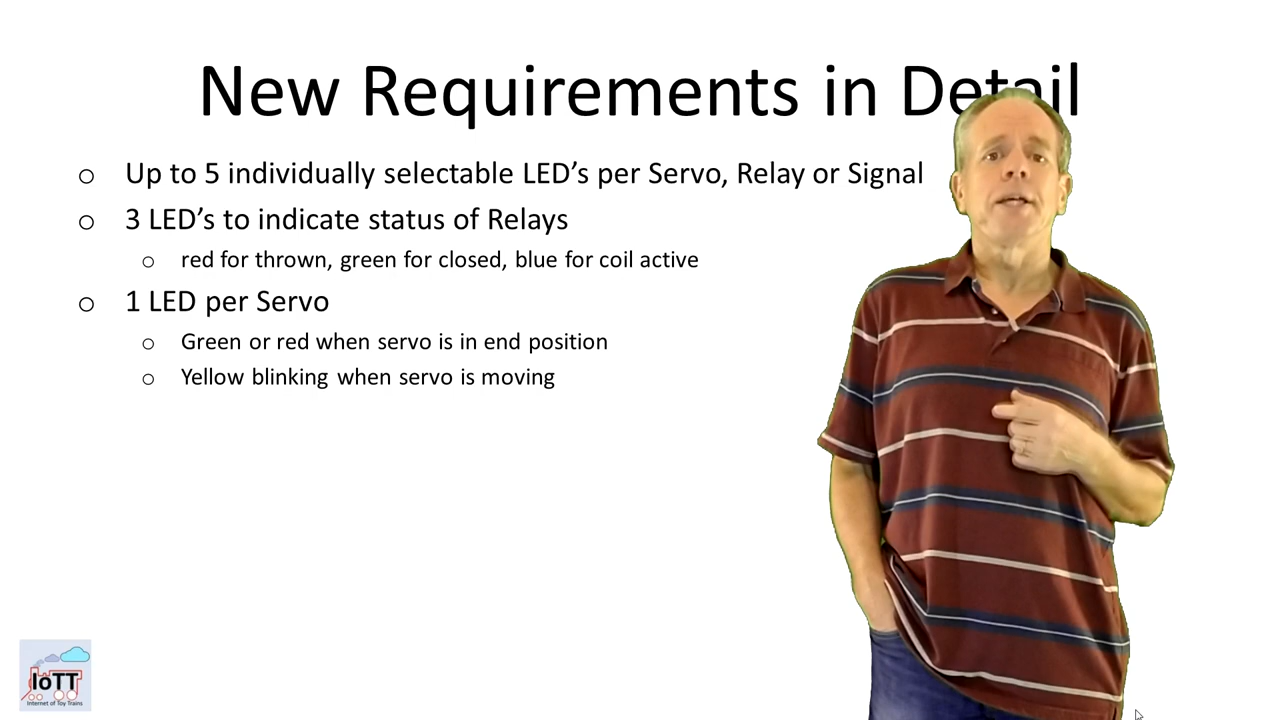 New Requirements in Detail
o Up to 5 individually selectable LED's per Servo, Relay or Signal
o 3 LED's to indicate status of Relays
o red for thrown, green for closed, blue for coil active
o 1 LED per Servo
o Green or red when servo is in end position
o Yellow blinking when servo is moving
IoTT
Internet of Toy Trains